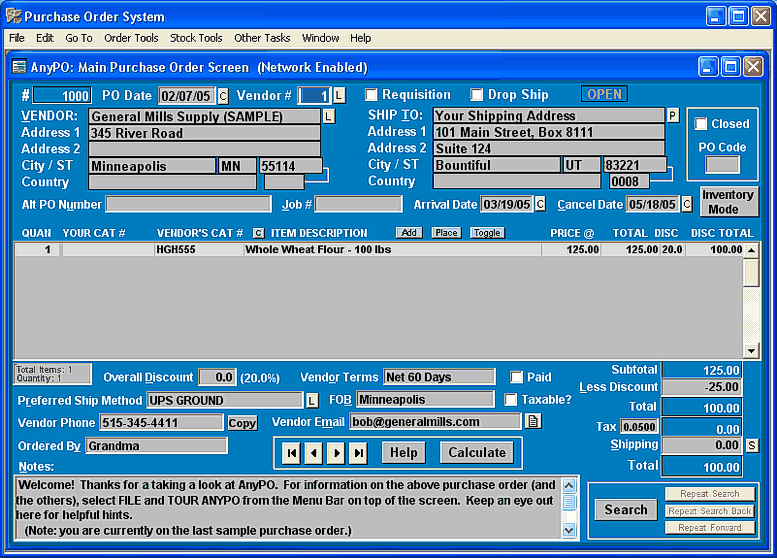 Purchase Order System
File Edit Go To Order Tools Stock Tools Other Tasks Window Help
AnyPO: Main Purchase Order Screen (Network Enabled)
# 1000 PO Date 02/07/05 C Vendor # 1 L Requisition Drop Ship OPEN
VENDOR: General Mills Supply (SAMPLE) L SHIP TO: Your Shipping Address P
Address 1 345 River Road Address 1 101 Main Street, Box 8111 Closed
Address 2 Address 2 Suite 124 PO Code
City / ST Minneapolis MN 55114 City / ST Bountiful UT 83221
Country Country 0008
Alt PO Number Job # Arrival Date 03/19/05 C Cancel Date 05/18/05 C Inventory Mode
QUAN YOUR CAT # VENDOR'S CAT # C ITEM DESCRIPTION Add Place Toggle PRICE @ TOTAL DISC DISC TOTAL
1 HGH555 Whole Wheat Flour - 100 lbs 125.00 125.00 20.0 100.00
Total Items: 1
Quantity: 1
Overall Discount 0.0 (20.0%) Vendor Terms Net 60 Days Paid Subtotal 125.00
Preferred Ship Method UPS GROUND L FOB Minneapolis Taxable? Less Discount -25.00
Total 100.00
Vendor Phone 515-345-4411 Copy Vendor Email bob@generalmills.com Tax 0.0500 0.00
Ordered By Grandma Help Calculate Shipping 0.00 S
Notes: Total 100.00
Welcome! Thanks for a taking a look at AnyPO. For information on the above purchase order (and
the others), select FILE and TOUR ANYPO from the Menu Bar on top of the screen. Keep an eye out
here for helpful hints.
(Note: you are currently on the last sample purchase order.)
Search
Repeat Search
Repeat Search Back
Repeat Forward